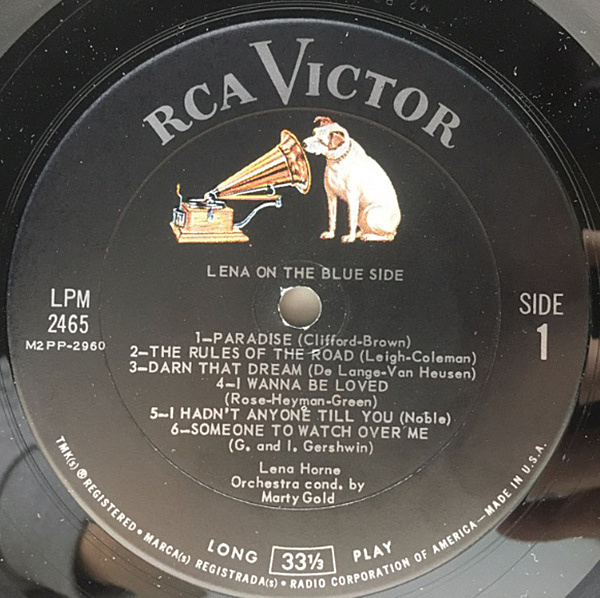 RCA VICTOR
LENA ON THE BLUE SIDE
LPM
2465
M2PP-2960
SIDE
1
1–PARADISE (Clifford-Brown)
2–THE RULES OF THE ROAD (Leigh-Coleman)
3–DARN THAT DREAM (De Lange-Van Heusen)
4–I WANNA BE LOVED
(Rose-Heyman-Green)
5–I HADN'T ANYONE TILL YOU (Noble)
6–SOMEONE TO WATCH OVER ME
(G. and I. Gershwin)
Lena Horne
Orchestra cond. by
Marty Gold
LONG 33⅓ PLAY
TMK(s) ® REGISTERED • MARCA(s) REGISTRADA(s) • RADIO CORPORATION OF AMERICA—MADE IN U.S.A.